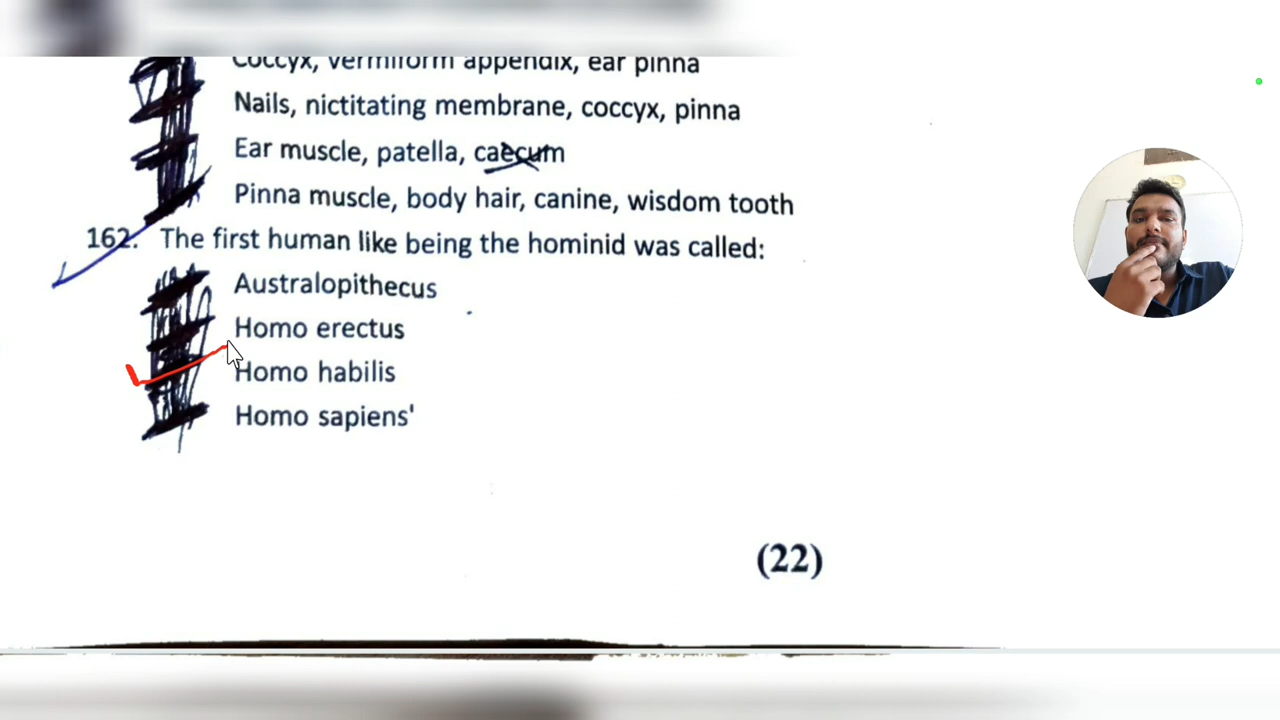 Coccyx, vermiform appendix, ear pinna
Nails, nictitating membrane, coccyx, pinna
Ear muscle, patella, caecum
Pinna muscle, body hair, canine, wisdom tooth
162. The first human like being the hominid was called:
Australopithecus
Homo erectus
Homo habilis
Homo sapiens'
(22)